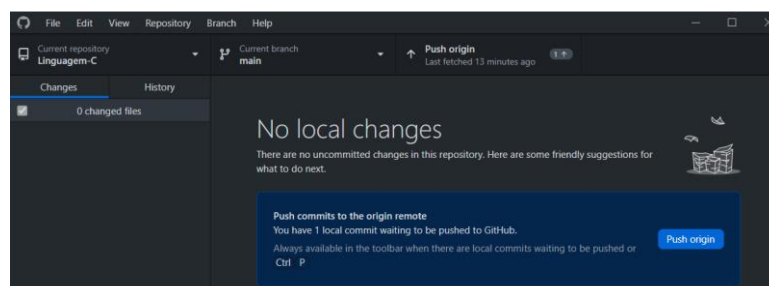 File Edit View Repository Branch Help
Current repository
Linguagem-C
Current branch
main
Push origin
Last fetched 13 minutes ago
1
Changes History
0 changed files
No local changes
There are no uncommitted changes in this repository. Here are some friendly suggestions for
what to do next.
Push commits to the origin remote
You have 1 local commit waiting to be pushed to GitHub.
Always available in the toolbar when there are local commits waiting to be pushed or
Ctrl P
Push origin